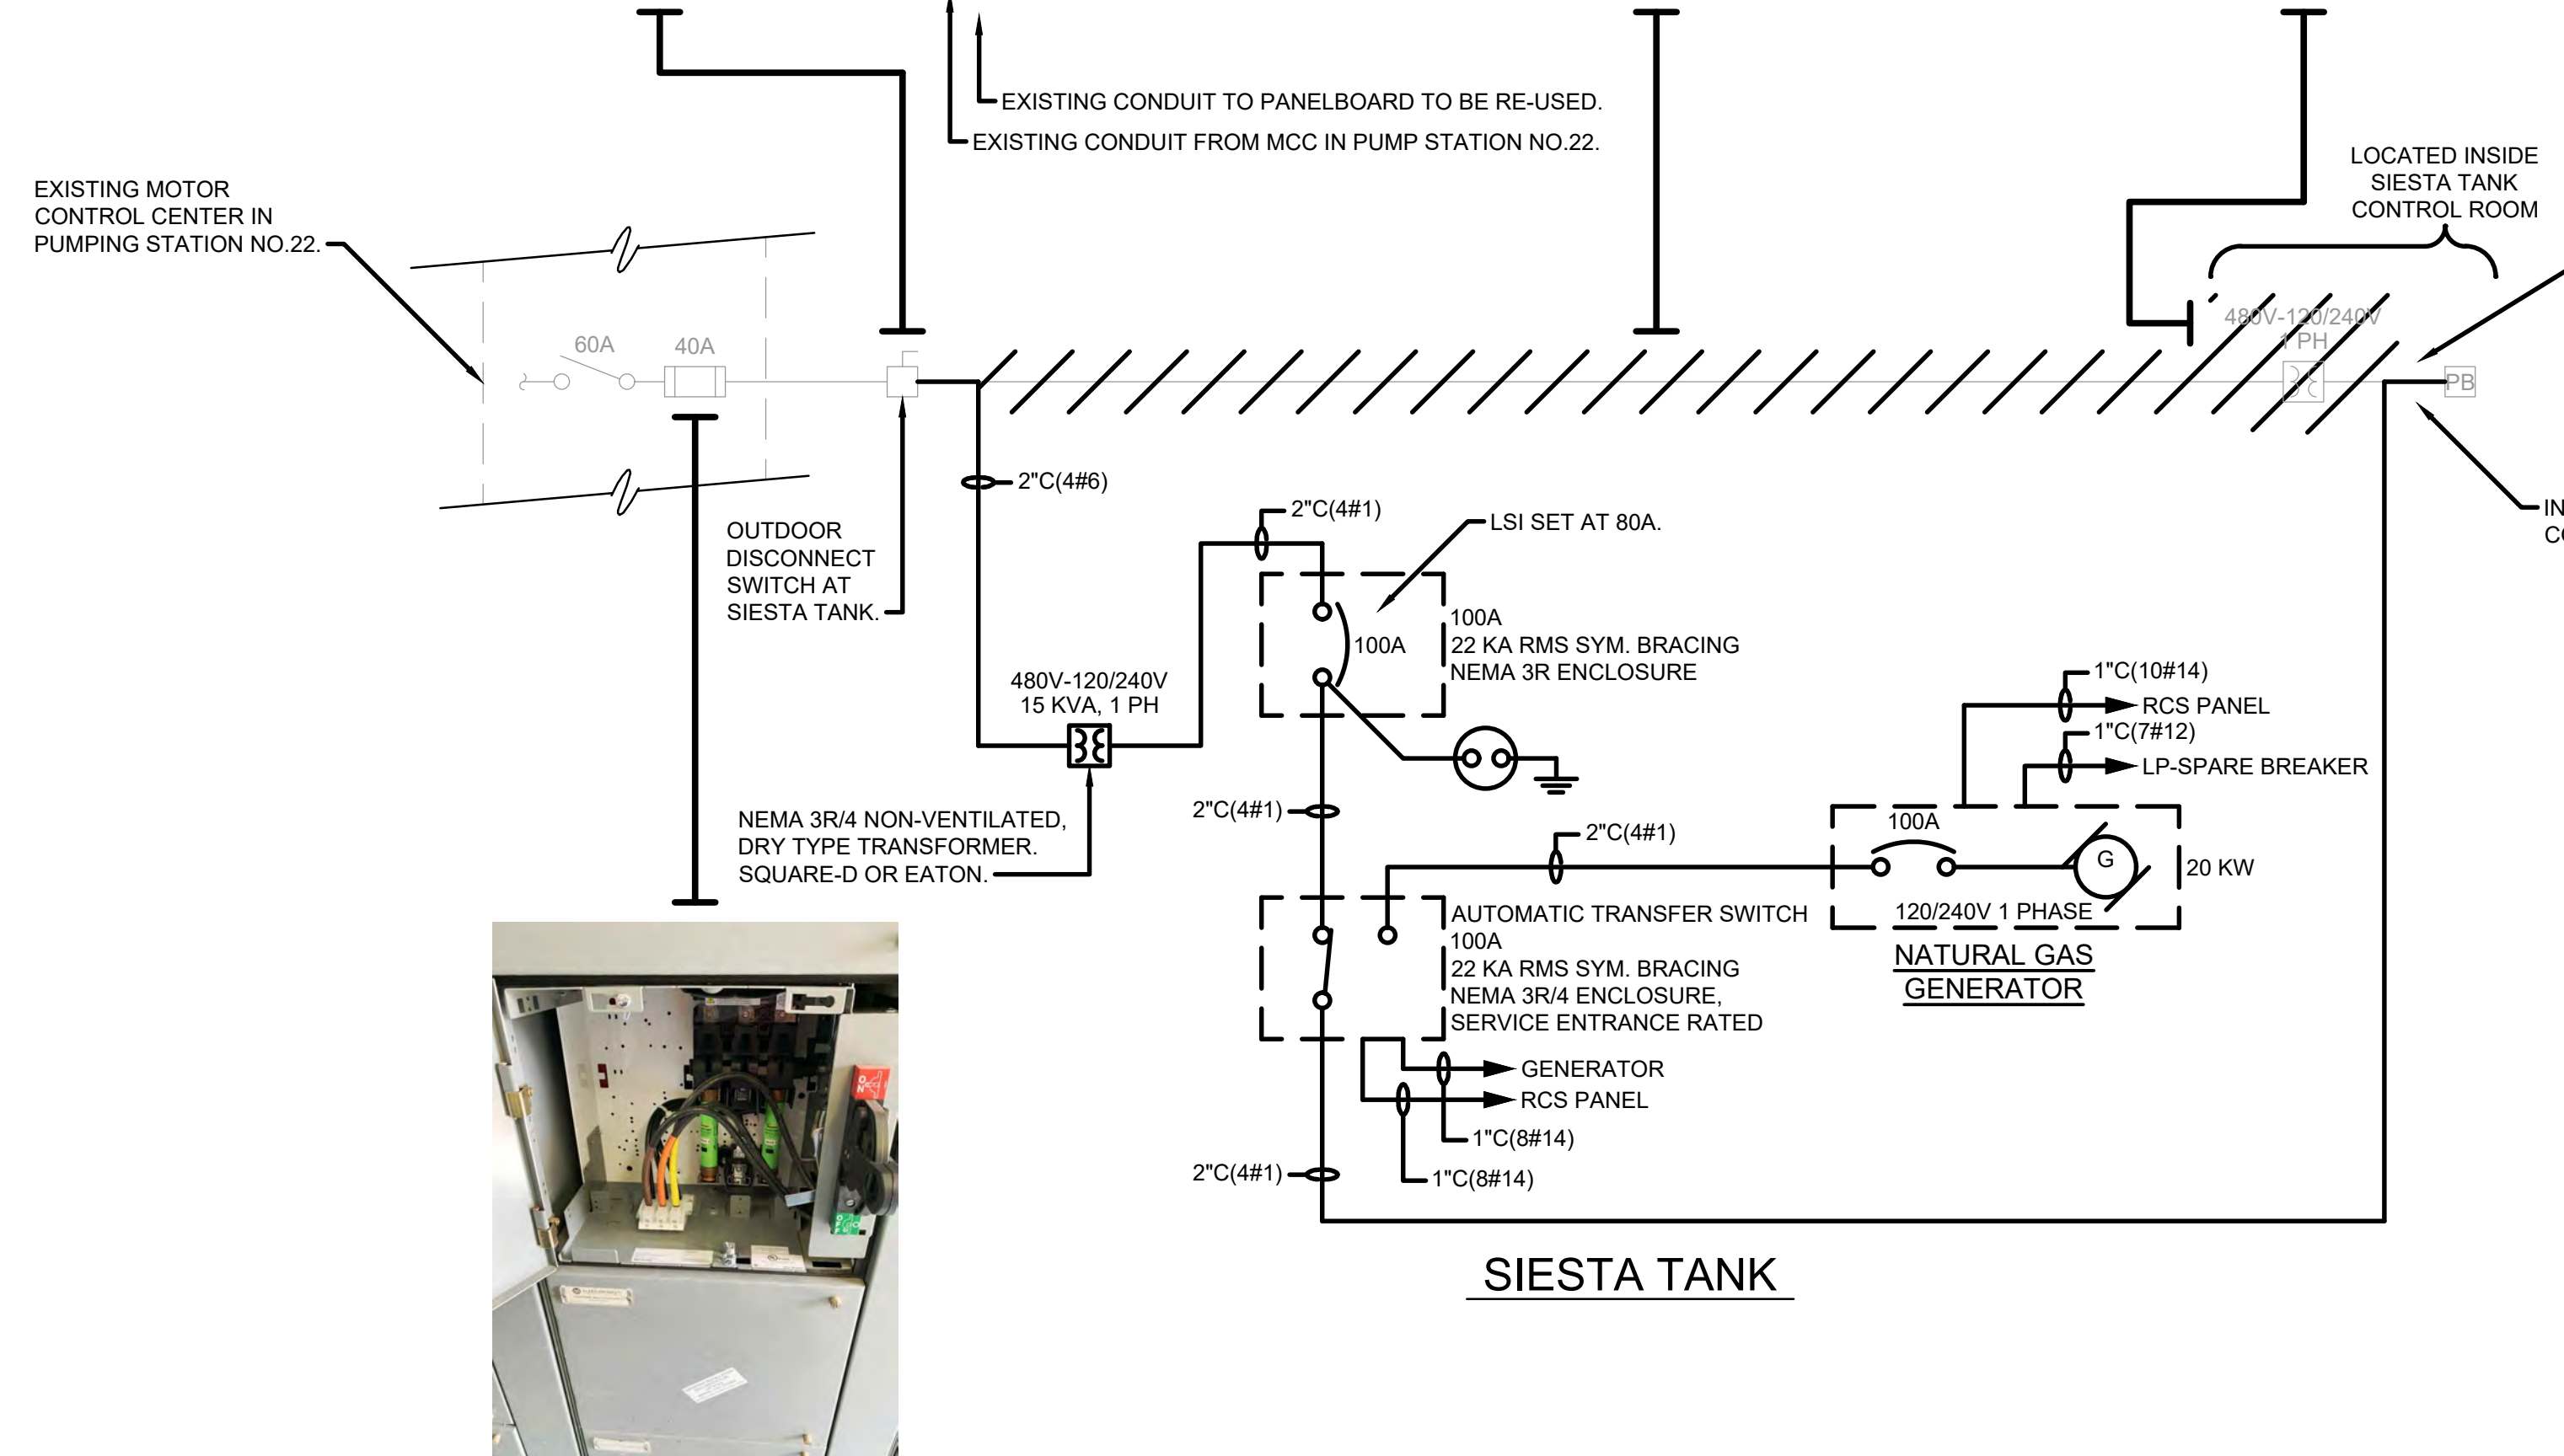 EXISTING CONDUIT TO PANELBOARD TO BE RE-USED.
EXISTING CONDUIT FROM MCC IN PUMP STATION NO.22.
EXISTING MOTOR
CONTROL CENTER IN
PUMPING STATION NO.22.
LOCATED INSIDE
SIESTA TANK
CONTROL ROOM
60A
40A
480V-120/240V
1 PH
PB
2"C(4#6)
OUTDOOR
DISCONNECT
SWITCH AT
SIESTA TANK.
2"C(4#1)
LSI SET AT 80A.
IN
CO
100A
100A
22 KA RMS SYM. BRACING
NEMA 3R ENCLOSURE
480V-120/240V
15 KVA, 1 PH
1"C(10#14)
RCS PANEL
1"C(7#12)
LP-SPARE BREAKER
NEMA 3R/4 NON-VENTILATED,
DRY TYPE TRANSFORMER.
SQUARE-D OR EATON.
2"C(4#1)
2"C(4#1)
100A
G
20 KW
120/240V 1 PHASE
NATURAL GAS
GENERATOR
AUTOMATIC TRANSFER SWITCH
100A
22 KA RMS SYM. BRACING
NEMA 3R/4 ENCLOSURE,
SERVICE ENTRANCE RATED
GENERATOR
RCS PANEL
1"C(8#14)
1"C(8#14)
2"C(4#1)
ON
OFF
SIESTA TANK